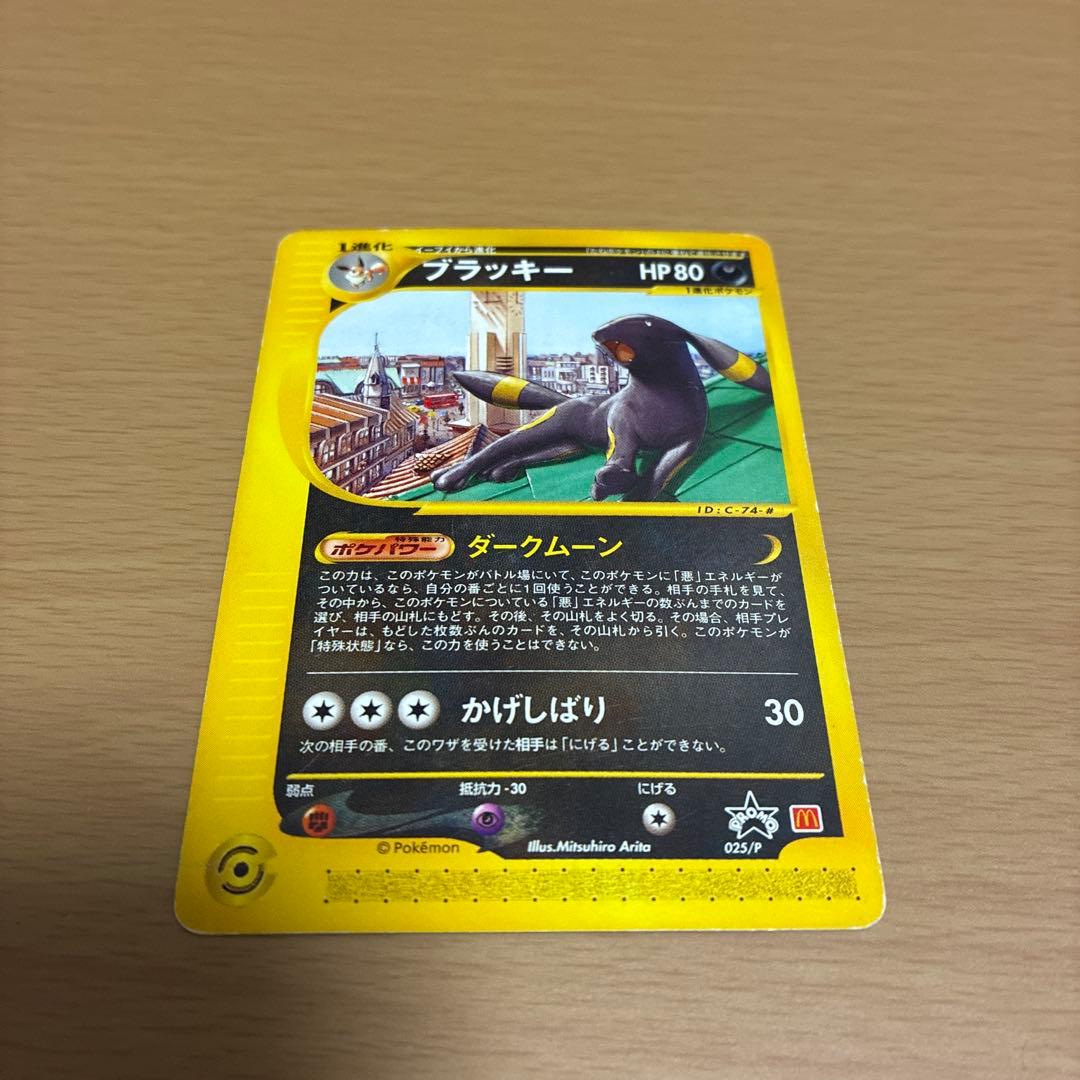 1進化
イーブイから進化
ブラッキー
HP80
1進化ポケモン
ID:C-74-#
特殊能力
ポケパワー
ダークムーン
この力は、このポケモンがバトル場にいて、このポケモンに「悪」エネルギーが
ついているなら、自分の番ごとに1回使うことができる。相手の手札を見て、
その中から、このポケモンについている「悪」エネルギーの数ぶんまでのカードを
選び、相手の山札にもどす。その後、その山札をよく切る。その場合、相手プレ
イヤーは、もどした枚数ぶんのカードを、その山札から引く。このポケモンが
「特殊状態」なら、この力を使うことはできない。
かげしばり
30
次の相手の番、このワザを受けた相手は「にげる」ことができない。
弱点
抵抗力-30
にげる
PROMO
025/P
©Pokémon
Illus.Mitsuhiro Arita